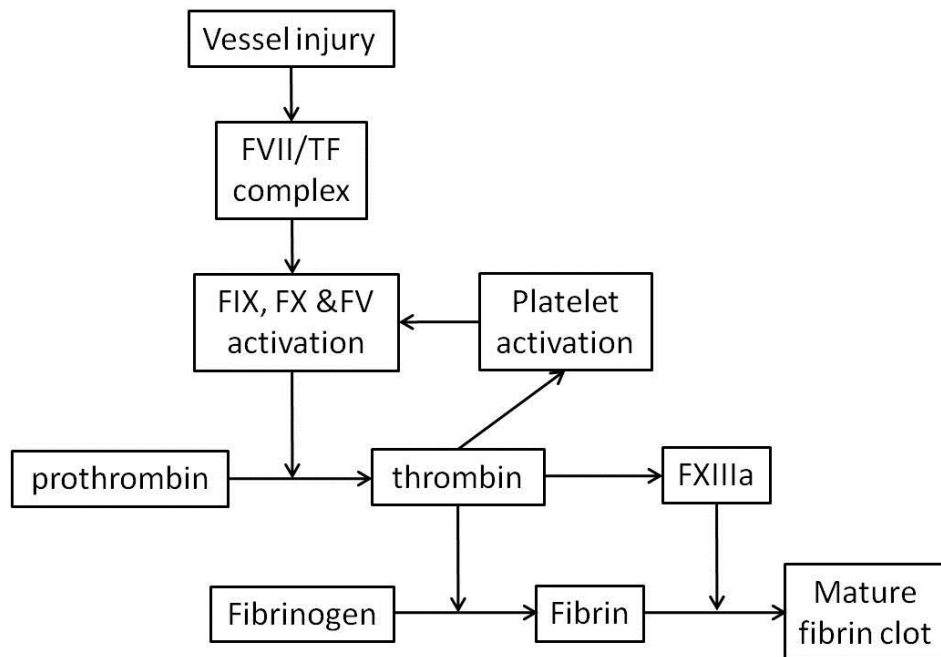 Vessel injury
FVII/TF
complex
FIX, FX &FV
activation
Platelet
activation
prothrombin
thrombin
FXIIIa
Fibrinogen
Fibrin
Mature
fibrin clot